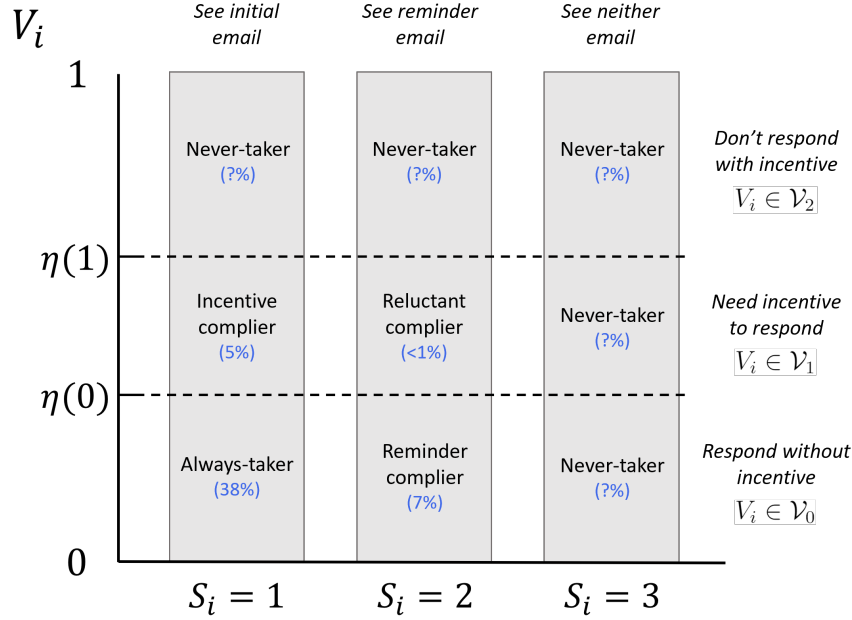 V_i
See initial
email
See reminder
email
See neither
email
1
Never-taker
(?%)
Never-taker
(?%)
Never-taker
(?%)
Don’t respond
with incentive
V_i ∈ 𝒱_2
η(1)
Incentive
complier
(5%)
Reluctant
complier
(<1%)
Never-taker
(?%)
Need incentive
to respond
V_i ∈ 𝒱_1
η(0)
Always-taker
(38%)
Reminder
complier
(7%)
Never-taker
(?%)
Respond without
incentive
V_i ∈ 𝒱_0
0
S_i = 1
S_i = 2
S_i = 3